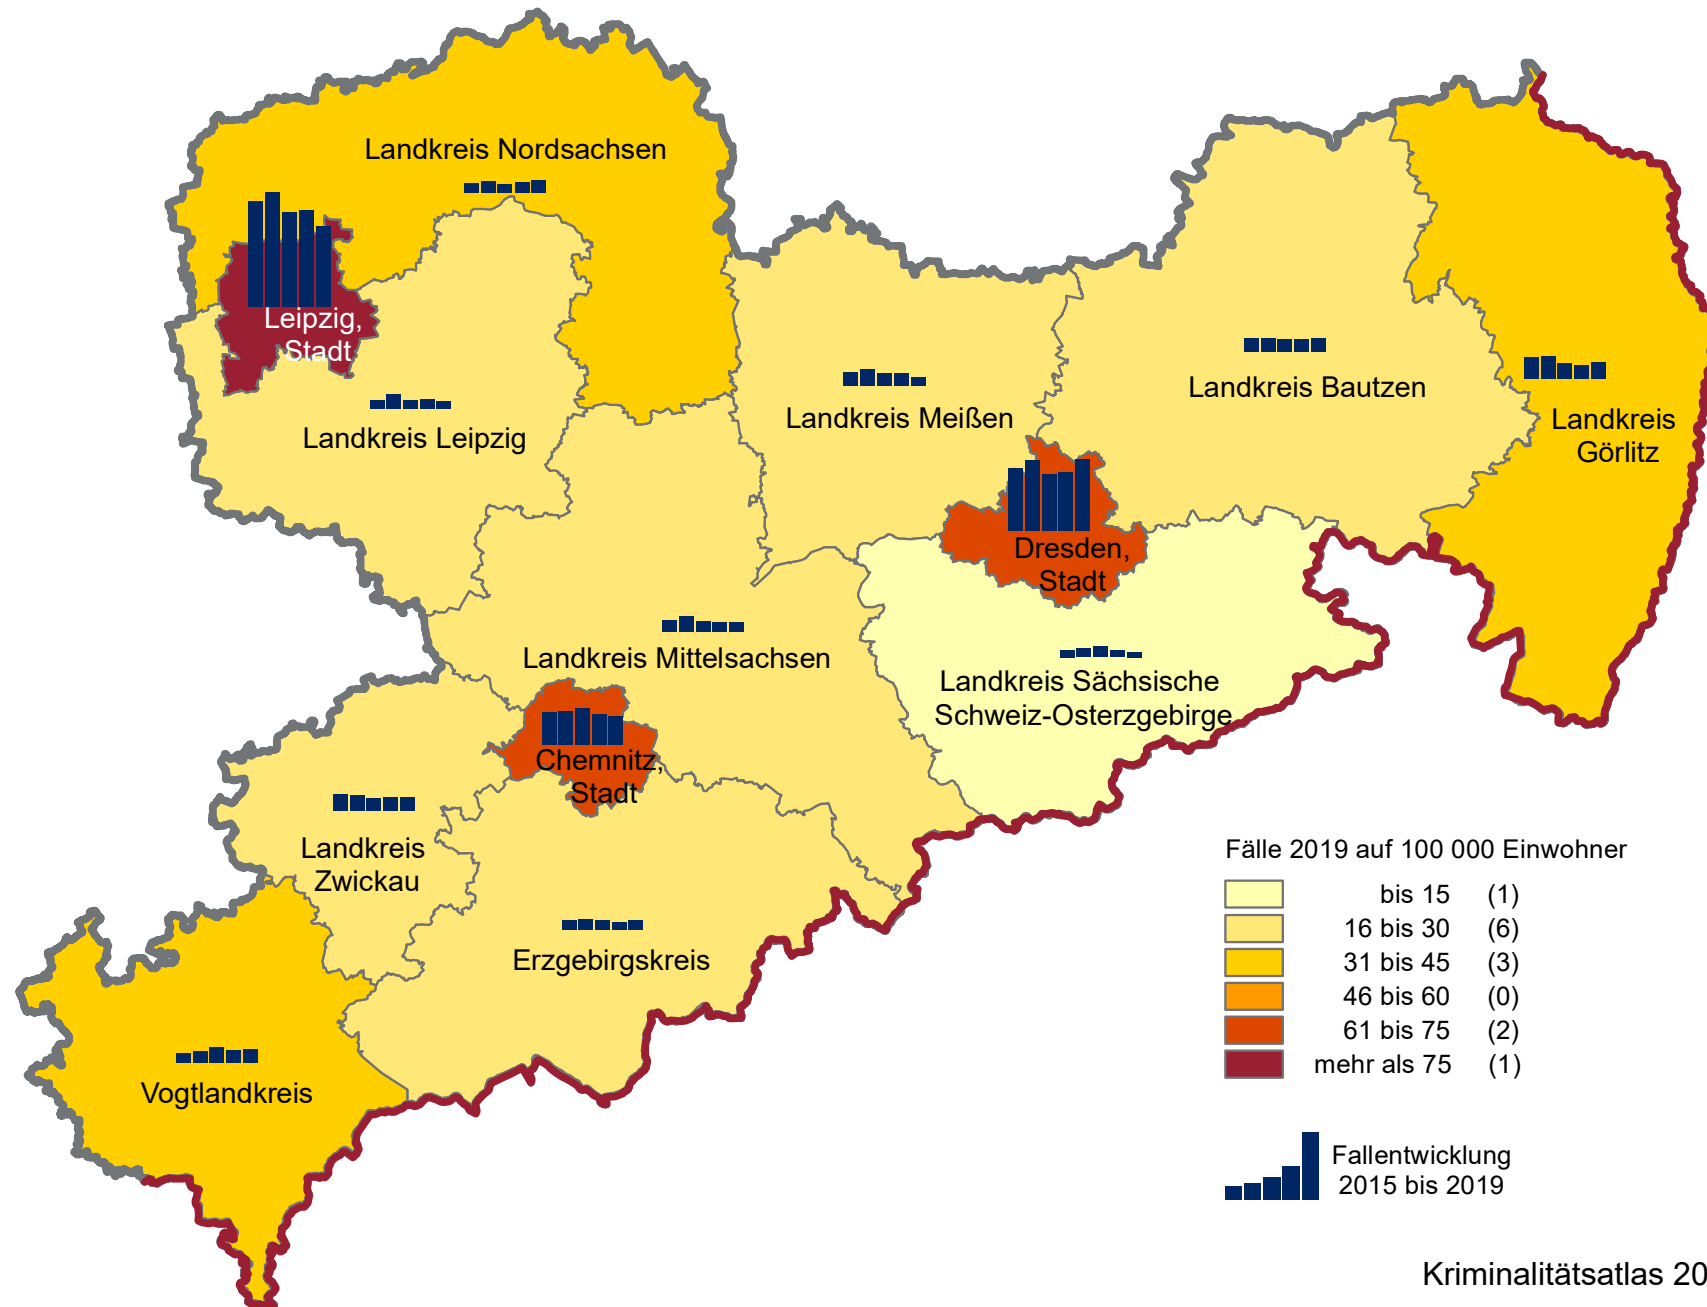 Landkreis Nordsachsen
Leipzig,
Stadt
Landkreis Leipzig
Landkreis Meißen
Landkreis Bautzen
Landkreis
Görlitz
Dresden,
Stadt
Landkreis Mittelsachsen
Landkreis Sächsische
Schweiz-Osterzgebirge
Chemnitz,
Stadt
Landkreis
Zwickau
Erzgebirgskreis
Vogtlandkreis
Fälle 2019 auf 100 000 Einwohner
bis 15 (1)
16 bis 30 (6)
31 bis 45 (3)
46 bis 60 (0)
61 bis 75 (2)
mehr als 75 (1)
Fallentwicklung
2015 bis 2019
Kriminalitätsatlas 20